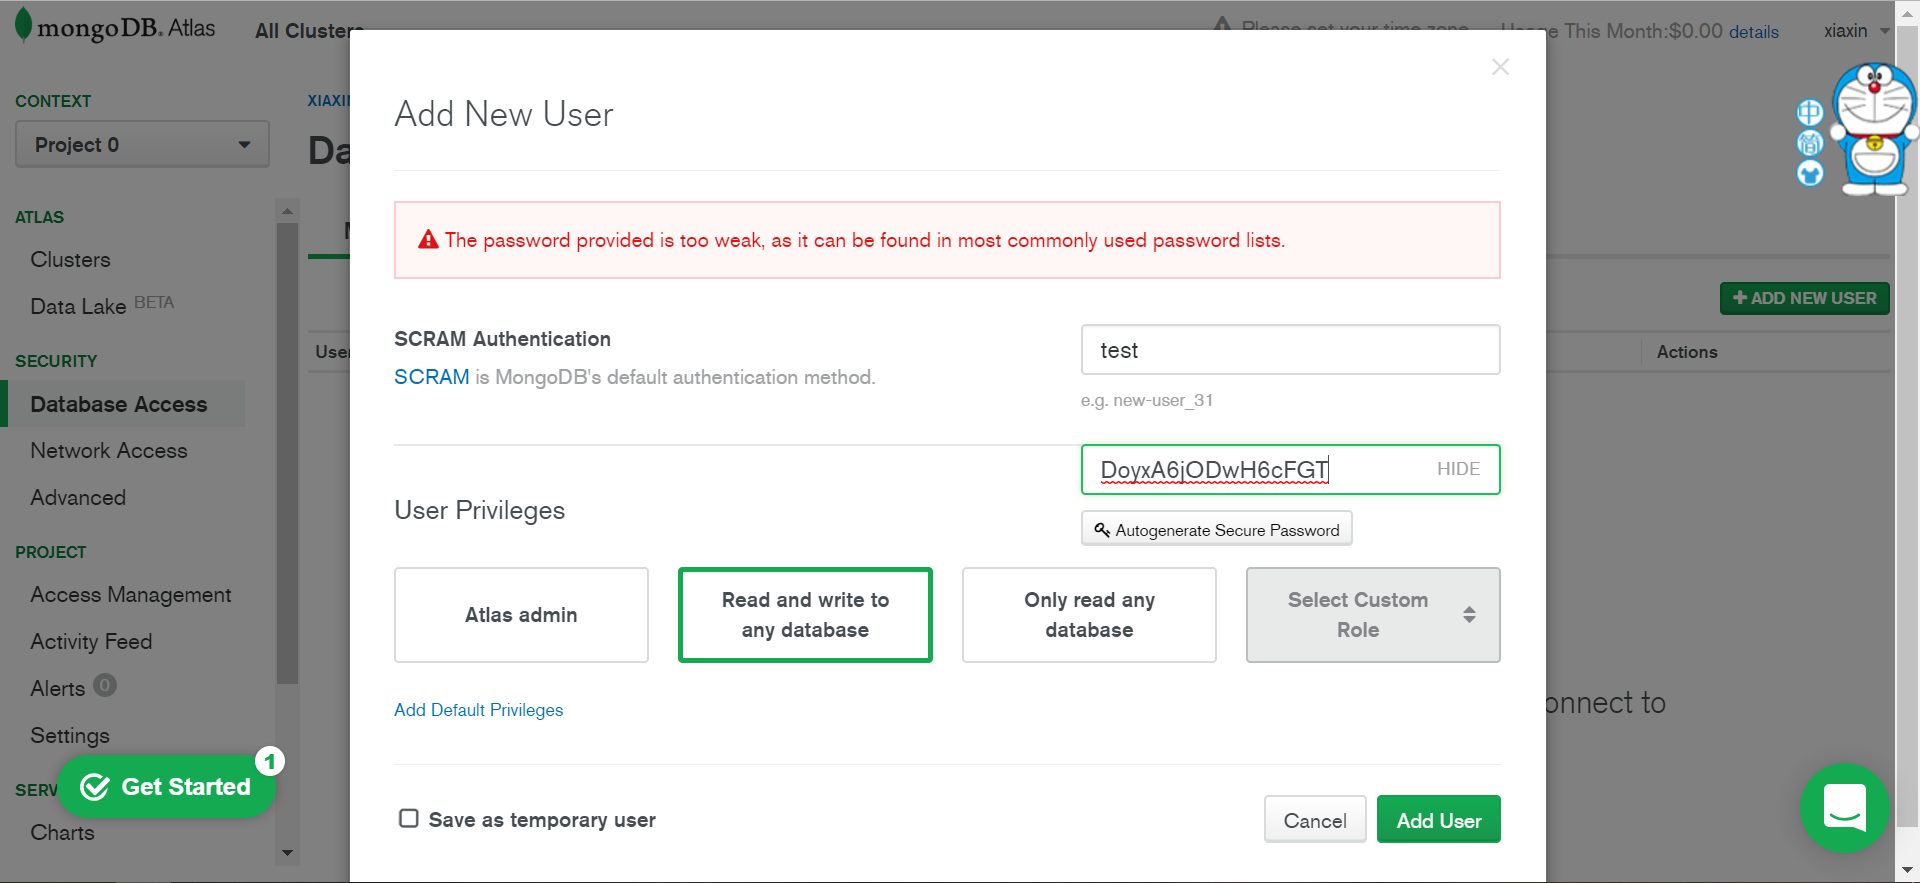 mongoDB. Atlas
All Clusters
Please set your time zone
Usage This Month:$0.00 details
xiaxin
CONTEXT
Project 0
ATLAS
Clusters
Data Lake BETA
SECURITY
Database Access
Network Access
Advanced
PROJECT
Access Management
Activity Feed
Alerts 0
Settings
SERV
Charts
Get Started
1
XIAXIN
Da
M
User
Add New User
The password provided is too weak, as it can be found in most commonly used password lists.
SCRAM Authentication
SCRAM is MongoDB's default authentication method.
test
e.g. new-user_31
DoyxA6jODwH6cFGT
HIDE
Autogenerate Secure Password
User Privileges
Atlas admin
Read and write to
any database
Only read any
database
Select Custom
Role
Add Default Privileges
Save as temporary user
Cancel
Add User
ADD NEW USER
Actions
onnect to
中
简